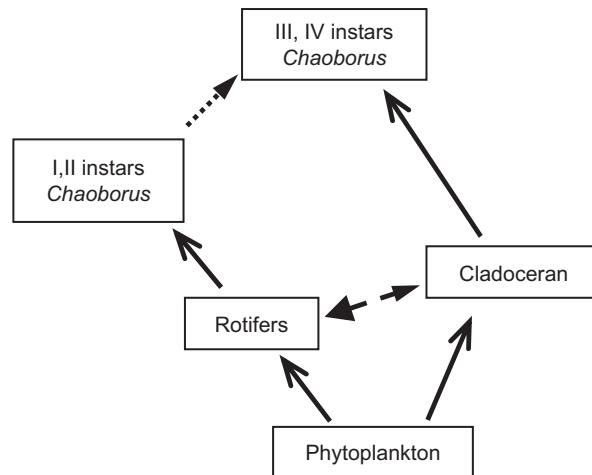 III, IV instars
Chaoborus
I,II instars
Chaoborus
Cladoceran
Rotifers
Phytoplankton